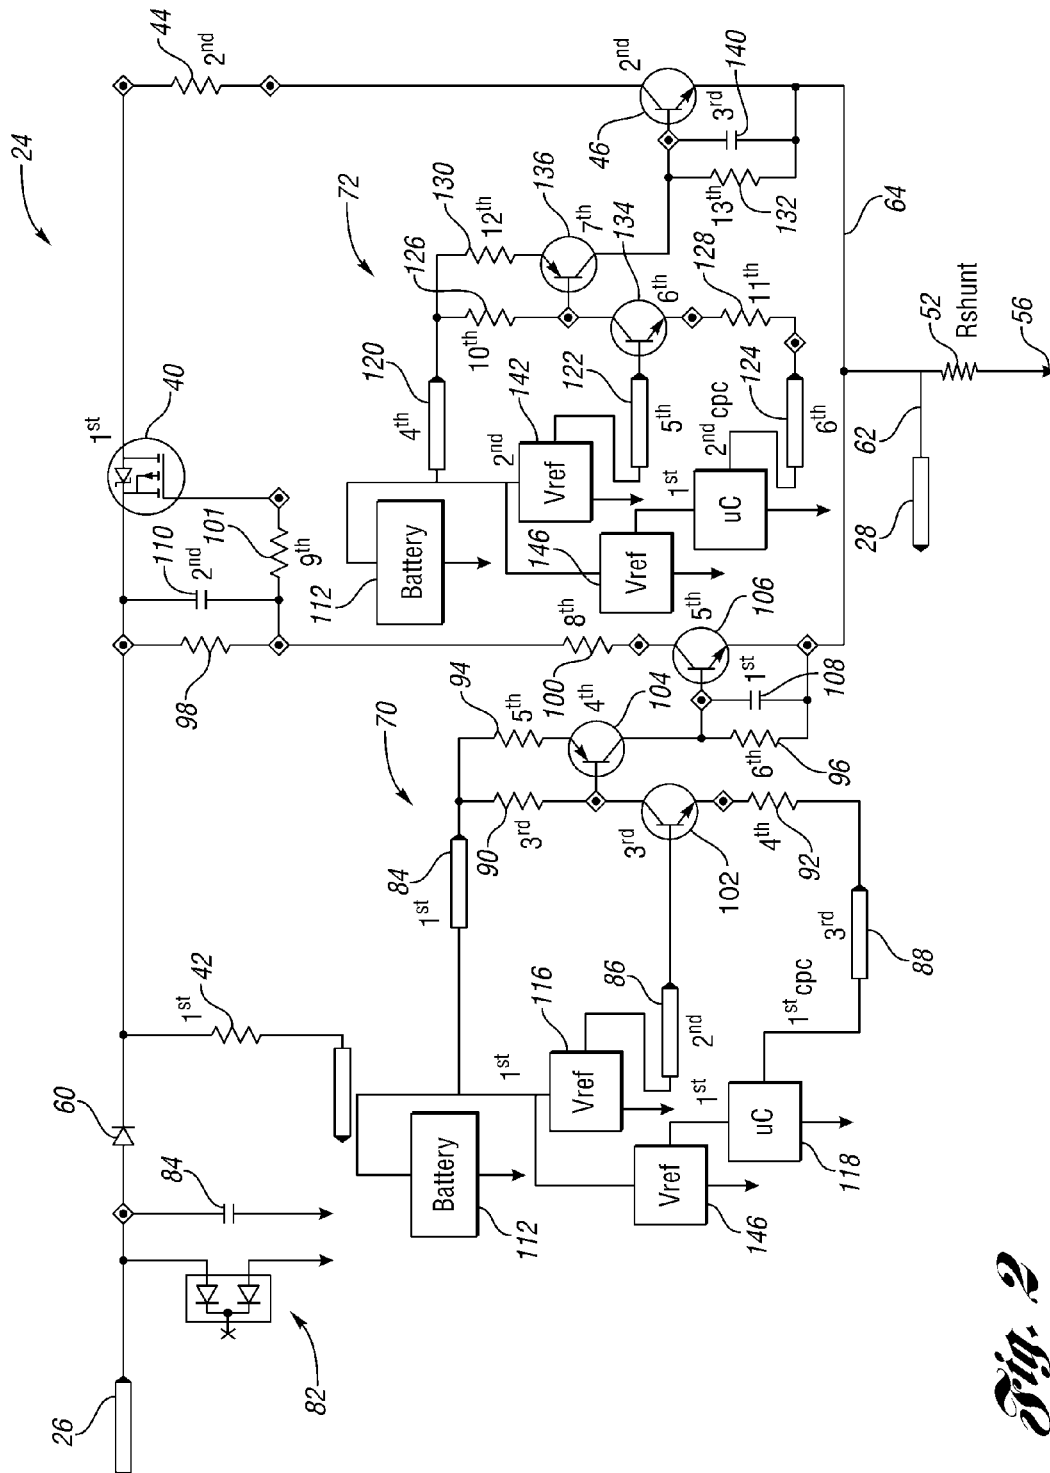 26
84
60
1st
40
44
2nd
24
82
1st
42
98
110
2nd
101
9th
72
112
Battery
1st
84
70
94
5th
90
3rd
112
Battery
4th
120
126
10th
130
12th
136
7th
116
Vref
1st
86
2nd
3rd
102
4th
104
100
8th
142
Vref
2nd
122
5th
134
6th
46
2nd
146
Vref
1st
uC
118
1st cpc
3rd
88
4th
92
6th
96
1st
108
5th
106
146
Vref
1st
uC
2nd cpc
124
6th
128
11th
13th
132
3rd
140
64
28
62
52
Rshunt
56
Fig. 2